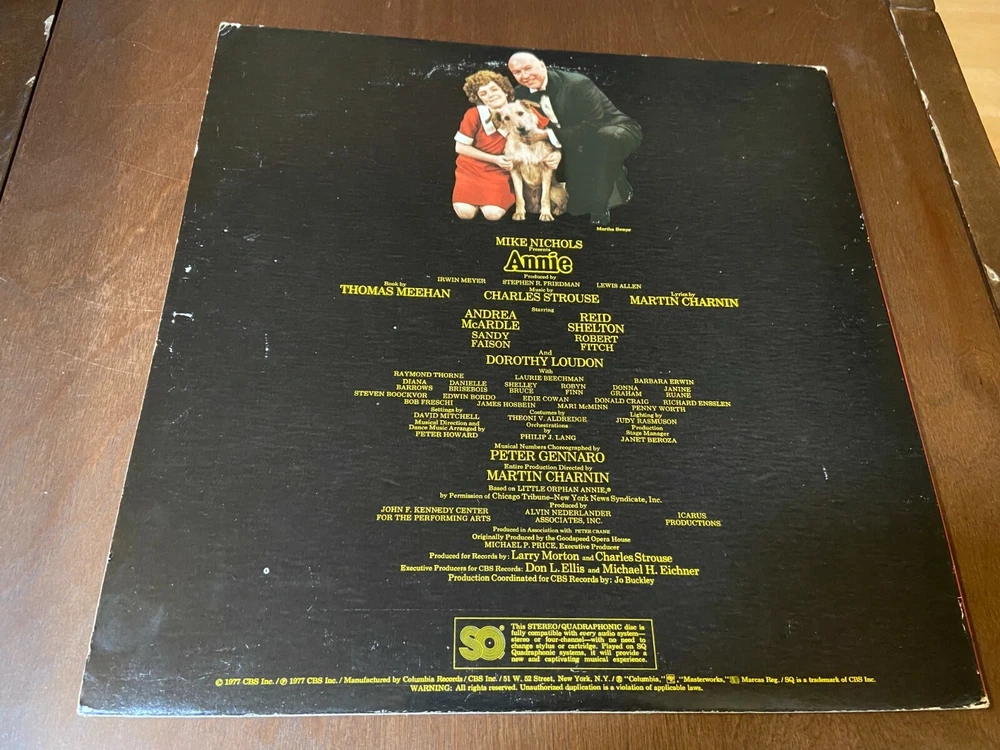 Martha Swope
MIKE NICHOLS
Presents
Annie
Produced by
IRWIN MEYER STEPHEN R. FRIEDMAN LEWIS ALLEN
Book by Music by Lyrics by
THOMAS MEEHAN CHARLES STROUSE MARTIN CHARNIN
Starring
ANDREA McARDLE REID SHELTON
SANDY FAISON ROBERT FITCH
And
DOROTHY LOUDON
With
RAYMOND THORNE LAURIE BEECHMAN BARBARA ERWIN
DIANA BARROWS DANIELLE BRISEBOIS SHELLEY BRUCE ROBYN FINN DONNA GRAHAM JANINE RUANE
STEVEN BOOCKVOR EDWIN BORDO EDIE COWAN DONALD CRAIG RICHARD ENSSLEN
BOB FRESCHI JAMES HOSBEIN MARI McMINN PENNY WORTH
Settings by
DAVID MITCHELL
Costumes by
THEONI V. ALDREDGE
Lighting by
JUDY RASMUSON
Musical Direction and
Dance Music Arranged by
PETER HOWARD
Orchestrations
by
PHILIP J. LANG
Production
Stage Manager
JANET BEROZA
Musical Numbers Choreographed by
PETER GENNARO
Entire Production Directed by
MARTIN CHARNIN
Based on LITTLE ORPHAN ANNIE,®
by Permission of Chicago Tribune–New York News Syndicate, Inc.
Produced by
JOHN F. KENNEDY CENTER
FOR THE PERFORMING ARTS
ALVIN NEDERLANDER
ASSOCIATES, INC.
ICARUS
PRODUCTIONS
Produced in Association with PETER CRANE
Originally Produced by the Goodspeed Opera House
MICHAEL P. PRICE, Executive Producer
Produced for Records by: Larry Morton and Charles Strouse
Executive Producers for CBS Records: Don L. Ellis and Michael H. Eichner
Production Coordinated for CBS Records by: Jo Buckley
SQ
This STEREO/QUADRAPHONIC disc is
fully compatible with every audio system—
stereo or four-channel—with no need to
change stylus or cartridge. Played on SQ
Quadraphonic systems, it will provide a
new and captivating musical experience.
© 1977 CBS Inc./℗ 1977 CBS Inc./Manufactured by Columbia Records/CBS Inc./51 W. 52 Street, New York, N.Y./® "Columbia," "Masterworks," Marcas Reg./SQ is a trademark of CBS Inc.
WARNING: All rights reserved. Unauthorized duplication is a violation of applicable laws.